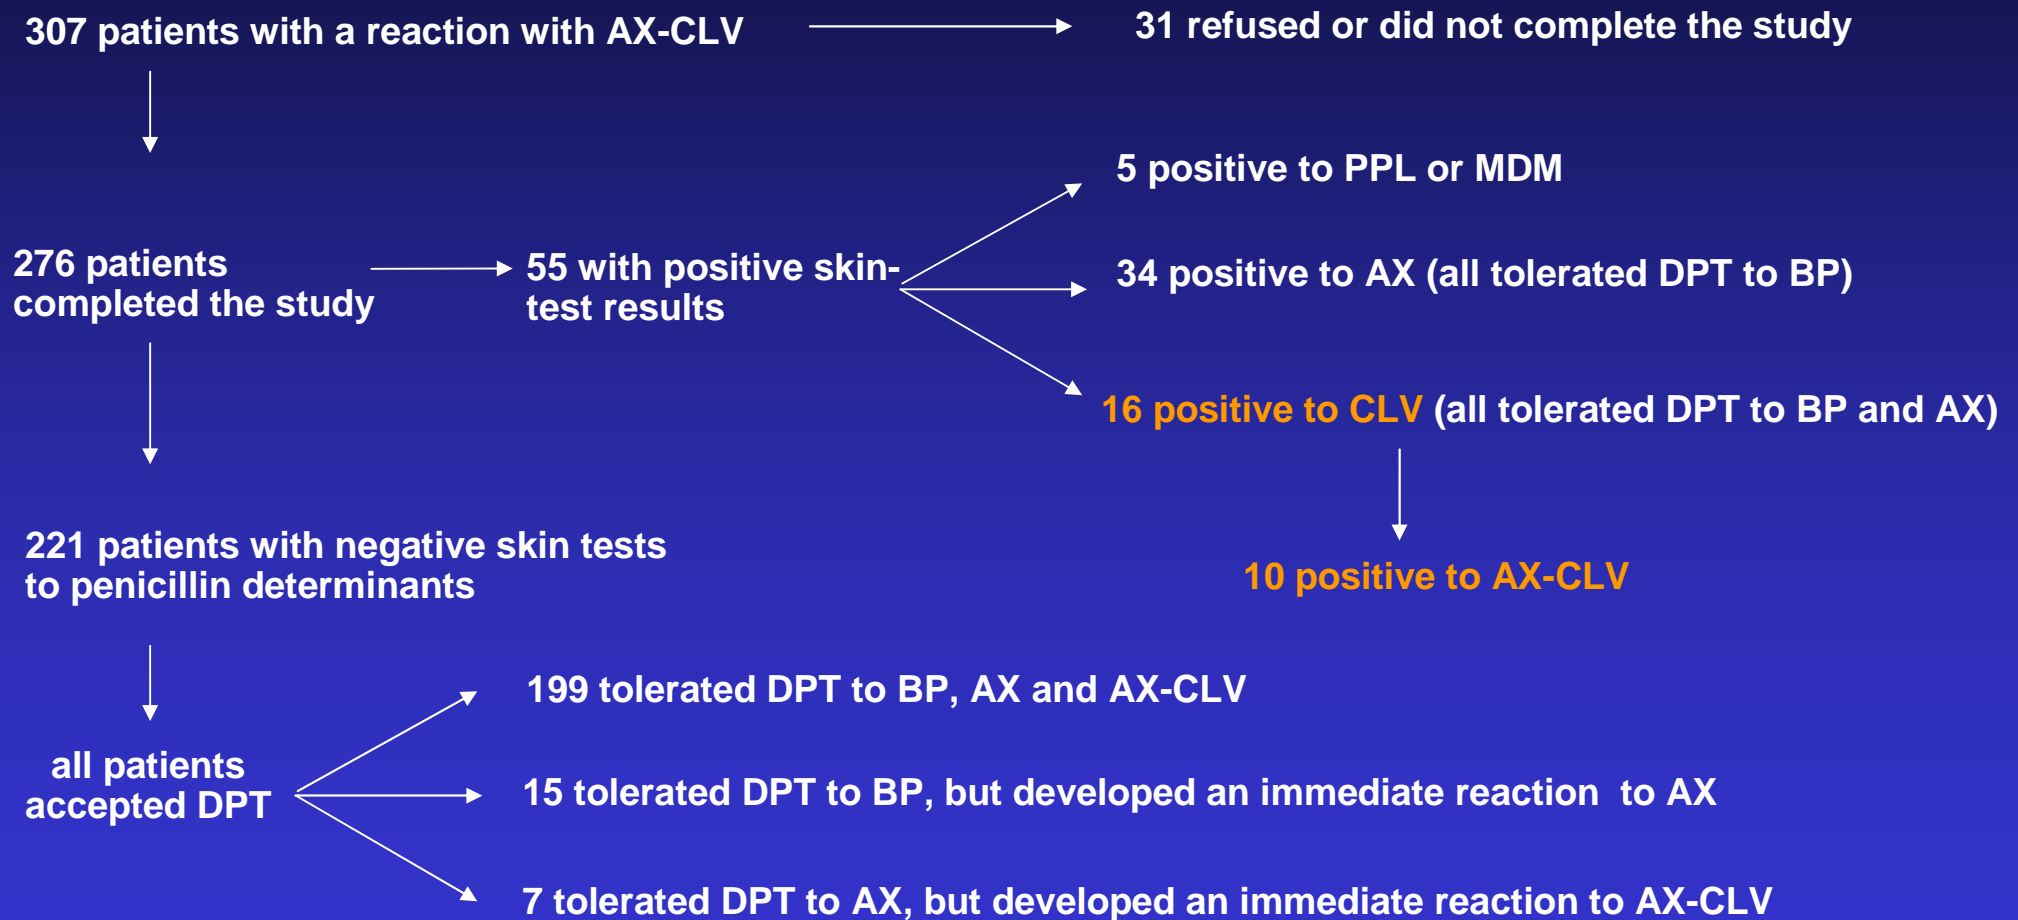 307 patients with a reaction with AX-CLV
31 refused or did not complete the study
5 positive to PPL or MDM
276 patients
completed the study
55 with positive skin-
test results
34 positive to AX (all tolerated DPT to BP)
16 positive to CLV (all tolerated DPT to BP and AX)
10 positive to AX-CLV
221 patients with negative skin tests
to penicillin determinants
199 tolerated DPT to BP, AX and AX-CLV
all patients
accepted DPT
15 tolerated DPT to BP, but developed an immediate reaction to AX
7 tolerated DPT to AX, but developed an immediate reaction to AX-CLV